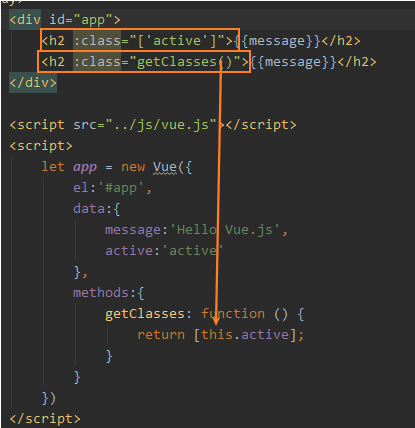 <div id="app">
<h2 :class="['active']">{{message}}</h2>
<h2 :class="getClasses()">{{message}}</h2>
</div>
<script src="../js/vue.js"></script>
<script>
let app = new Vue({
el:'#app',
data:{
message:'Hello Vue.js',
active:'active'
},
methods:{
getClasses: function () {
return [this.active];
}
}
})
</script>